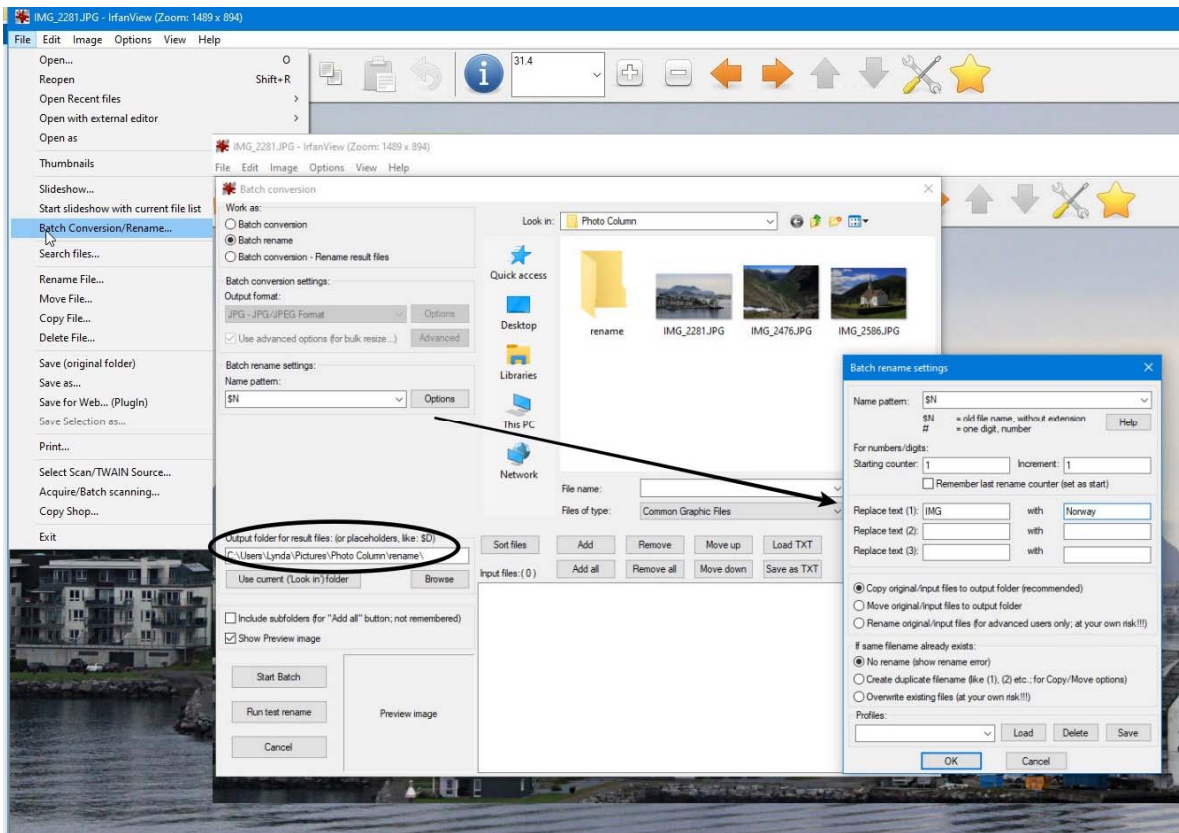 IMG_2281.JPG - IrfanView (Zoom: 1489 x 894)
File Edit Image Options View Help
Open... O
Reopen Shift+R
Open Recent files >
Open with external editor >
Open as >
Thumbnails
Slideshow...
Start slideshow with current file list
Batch Conversion/Rename...
Search files...
Rename File...
Move File...
Copy File...
Delete File...
Save (original folder)
Save as...
Save for Web... (PlugIn)
Save Selection as...
Print...
Select Scan/TWAIN Source...
Acquire/Batch scanning...
Copy Shop...
Exit
31.4
IMG_2281.JPG - IrfanView (Zoom: 1489 x 894)
File Edit Image Options View Help
Batch conversion
Work as:
Batch conversion
Batch rename
Batch conversion - Rename result files
Batch conversion settings:
Output format:
JPG - JPG/JPEG Format Options
Use advanced options (for bulk resize...) Advanced
Batch rename settings:
Name pattern:
$N Options
Output folder for result files: (or placeholders, like: $D)
C:\Users\Lynda\Pictures\Photo Column\rename\
Use current ('Look in') folder Browse
Include subfolders (for "Add all" button; not remembered)
Show Preview image
Start Batch
Run test rename
Cancel
Preview image
Look in: Photo Column
Quick access
Desktop
Libraries
This PC
Network
rename IMG_2281.JPG IMG_2476.JPG IMG_2586.JPG
File name:
Files of type: Common Graphic Files
Sort files Add Remove Move up Load TXT
Input files: ( 0 ) Add all Remove all Move down Save as TXT
Batch rename settings
Name pattern: $N
$N = old file name, without extension Help
# = one digit, number
For numbers/digits:
Starting counter: 1 Increment: 1
Remember last rename counter (set as start)
Replace text (1): IMG with Norway
Replace text (2): with
Replace text (3): with
Copy original/input files to output folder (recommended)
Move original/input files to output folder
Rename original/input files (for advanced users only; at your own risk!!!)
If same filename already exists:
No rename (show rename error)
Create duplicate filename (like (1), (2) etc.; for Copy/Move options)
Overwrite existing files (at your own risk!!!)
Profiles:
Load Delete Save
OK Cancel